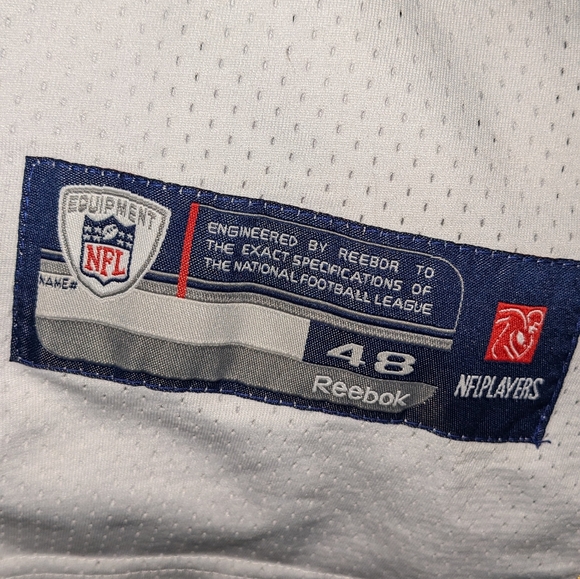 EQUIPMENT
NFL
NAME#
ENGINEERED BY REEBOR TO
THE EXACT SPECIFICATIONS OF
THE NATIONAL FOOTBALL LEAGUE
48
Reebok
NFLPLAYERS